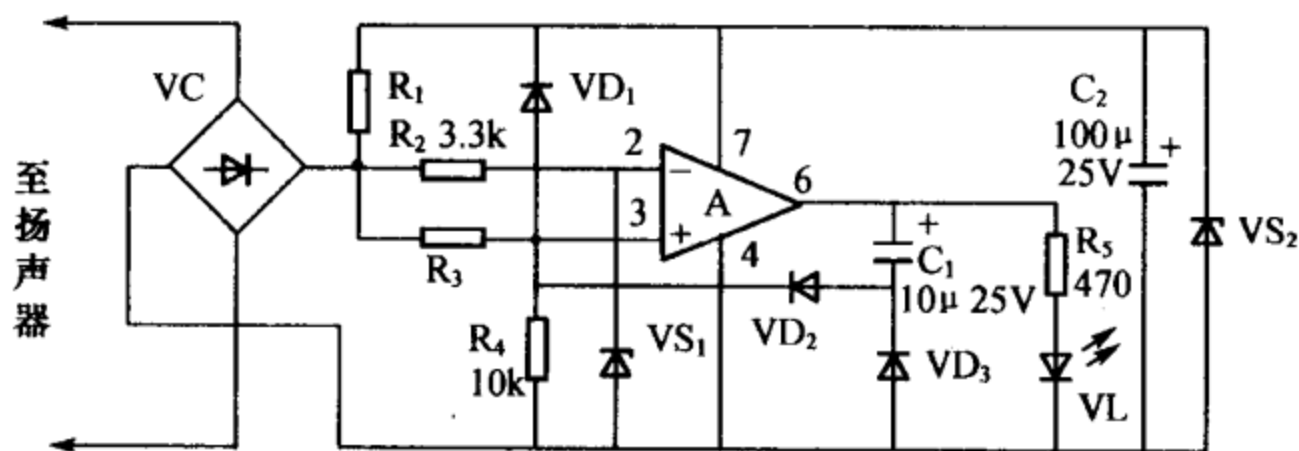 至扬声器
VC
R₁
R₂ 3.3k
R₃
R₄
10k
VD₁
VS₁
2
3
7
6
4
A
VD₂
C₁
10μ 25V
VD₃
R₅
470
VL
C₂
100μ
25V
VS₂